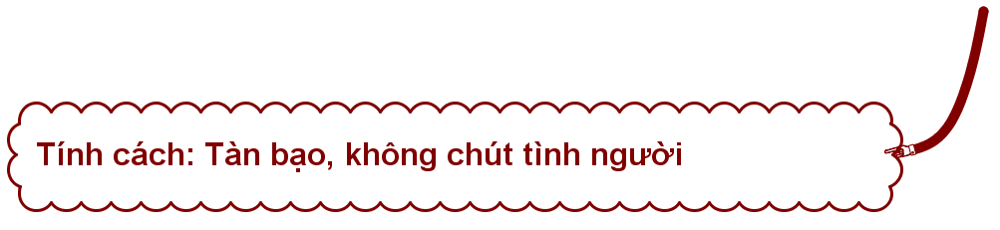 Tính cách: Tàn bạo, không chút tình người